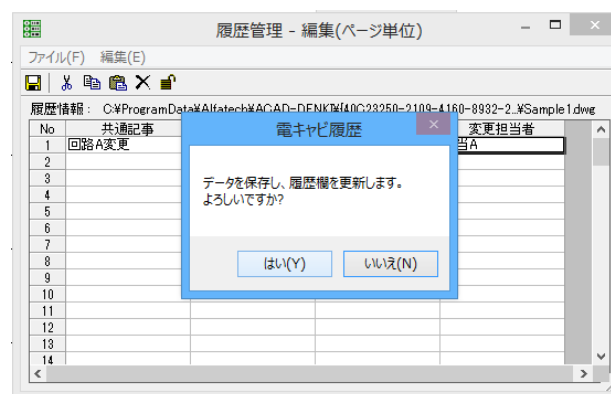 履歴管理 - 編集(ページ単位)
ファイル(F) 編集(E)
履歴情報： C:¥ProgramData¥Alfatech¥ACAD-DENKI¥{40C23250-2109-4160-8932-2...¥Sample1.dwg
No 共通記事 変更担当者
1 回路A変更 当A
電キャビ履歴
データを保存し、履歴欄を更新します。
よろしいですか?
はい(Y) いいえ(N)
2
3
4
5
6
7
8
9
10
11
12
13
14